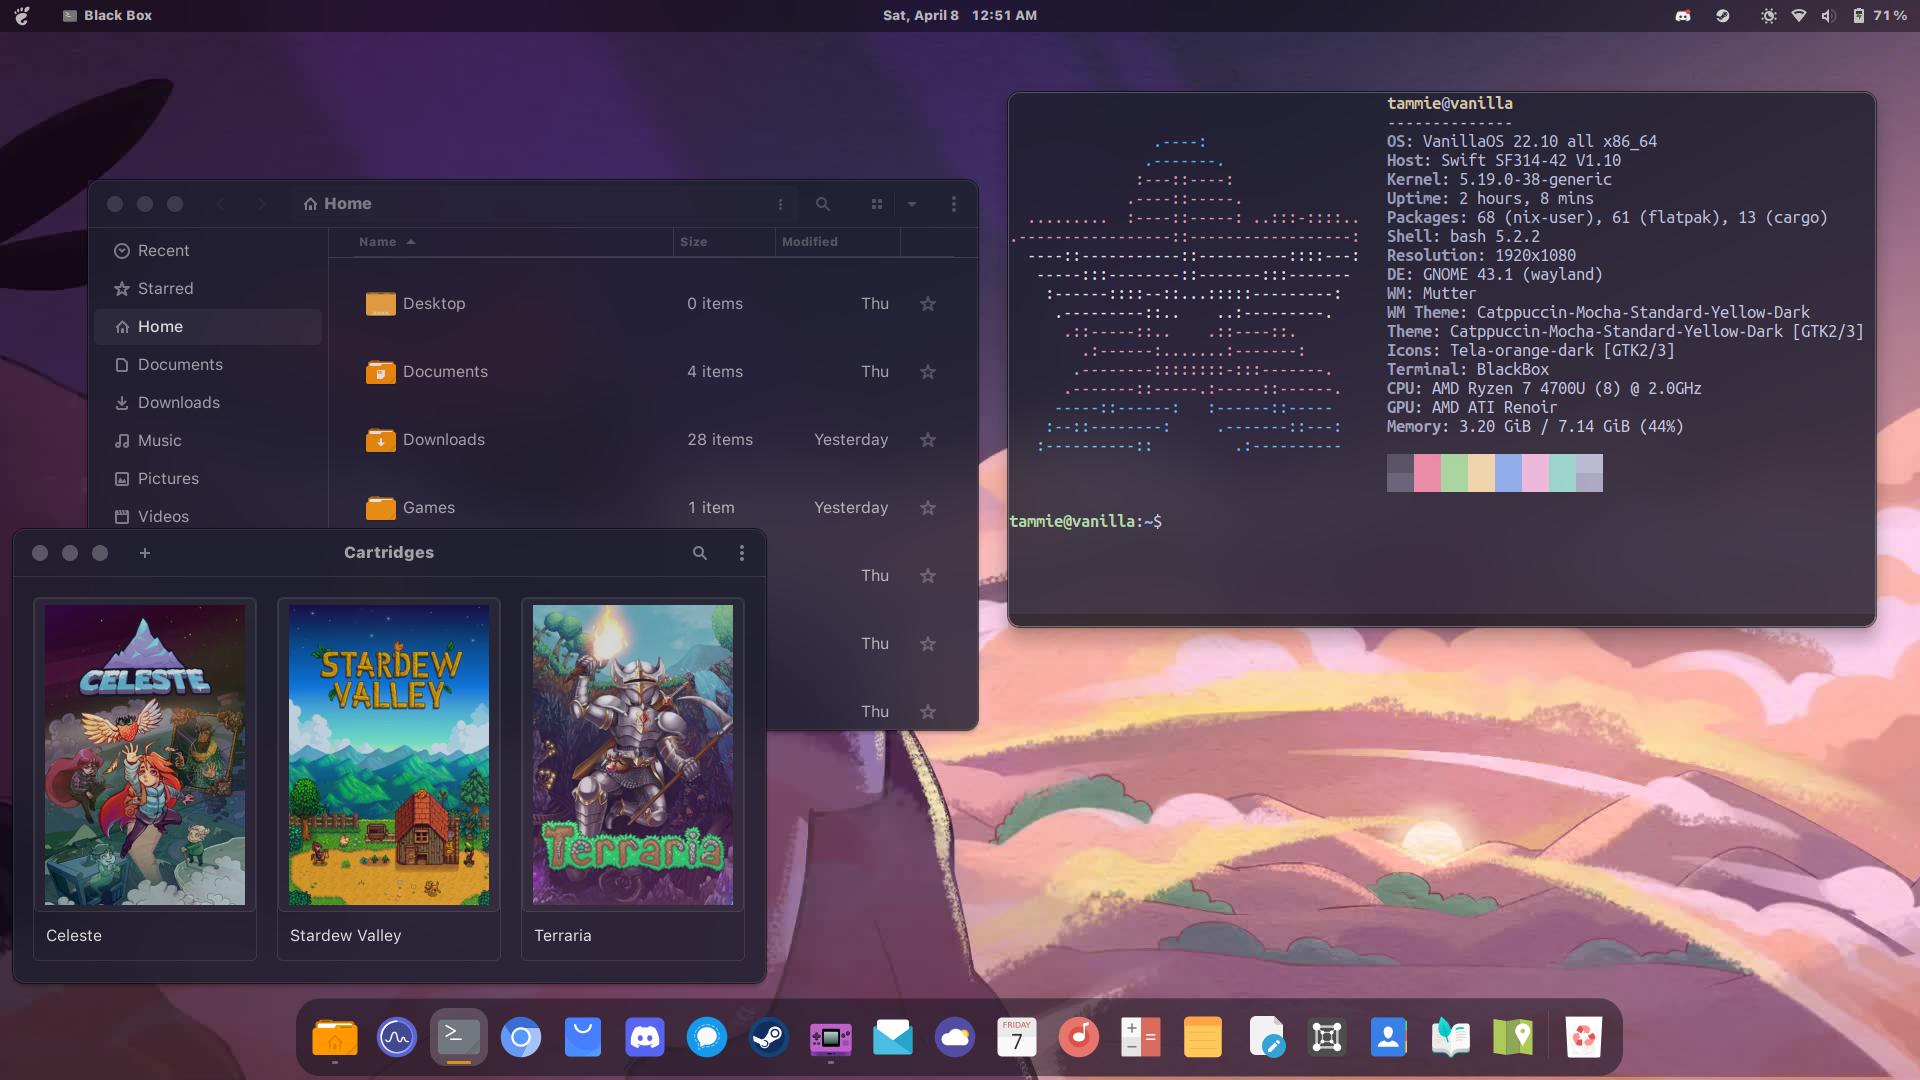 Black Box
Sat, April 8 12:51 AM
71%
Home
Recent
Starred
Home
Documents
Downloads
Music
Pictures
Videos
Name Size Modified
Desktop 0 items Thu
Documents 4 items Thu
Downloads 28 items Yesterday
Games 1 item Yesterday
Thu
Thu
Thu
Cartridges
CELESTE
STARDEW
VALLEY
Terraria
Celeste
Stardew Valley
Terraria
tammie@vanilla
--------------
OS: VanillaOS 22.10 all x86_64
Host: Swift SF314-42 V1.10
Kernel: 5.19.0-38-generic
Uptime: 2 hours, 8 mins
Packages: 68 (nix-user), 61 (flatpak), 13 (cargo)
Shell: bash 5.2.2
Resolution: 1920x1080
DE: GNOME 43.1 (wayland)
WM: Mutter
WM Theme: Catppuccin-Mocha-Standard-Yellow-Dark
Theme: Catppuccin-Mocha-Standard-Yellow-Dark [GTK2/3]
Icons: Tela-orange-dark [GTK2/3]
Terminal: BlackBox
CPU: AMD Ryzen 7 4700U (8) @ 2.0GHz
GPU: AMD ATI Renoir
Memory: 3.20 GiB / 7.14 GiB (44%)
tammie@vanilla:~$
FRIDAY
7